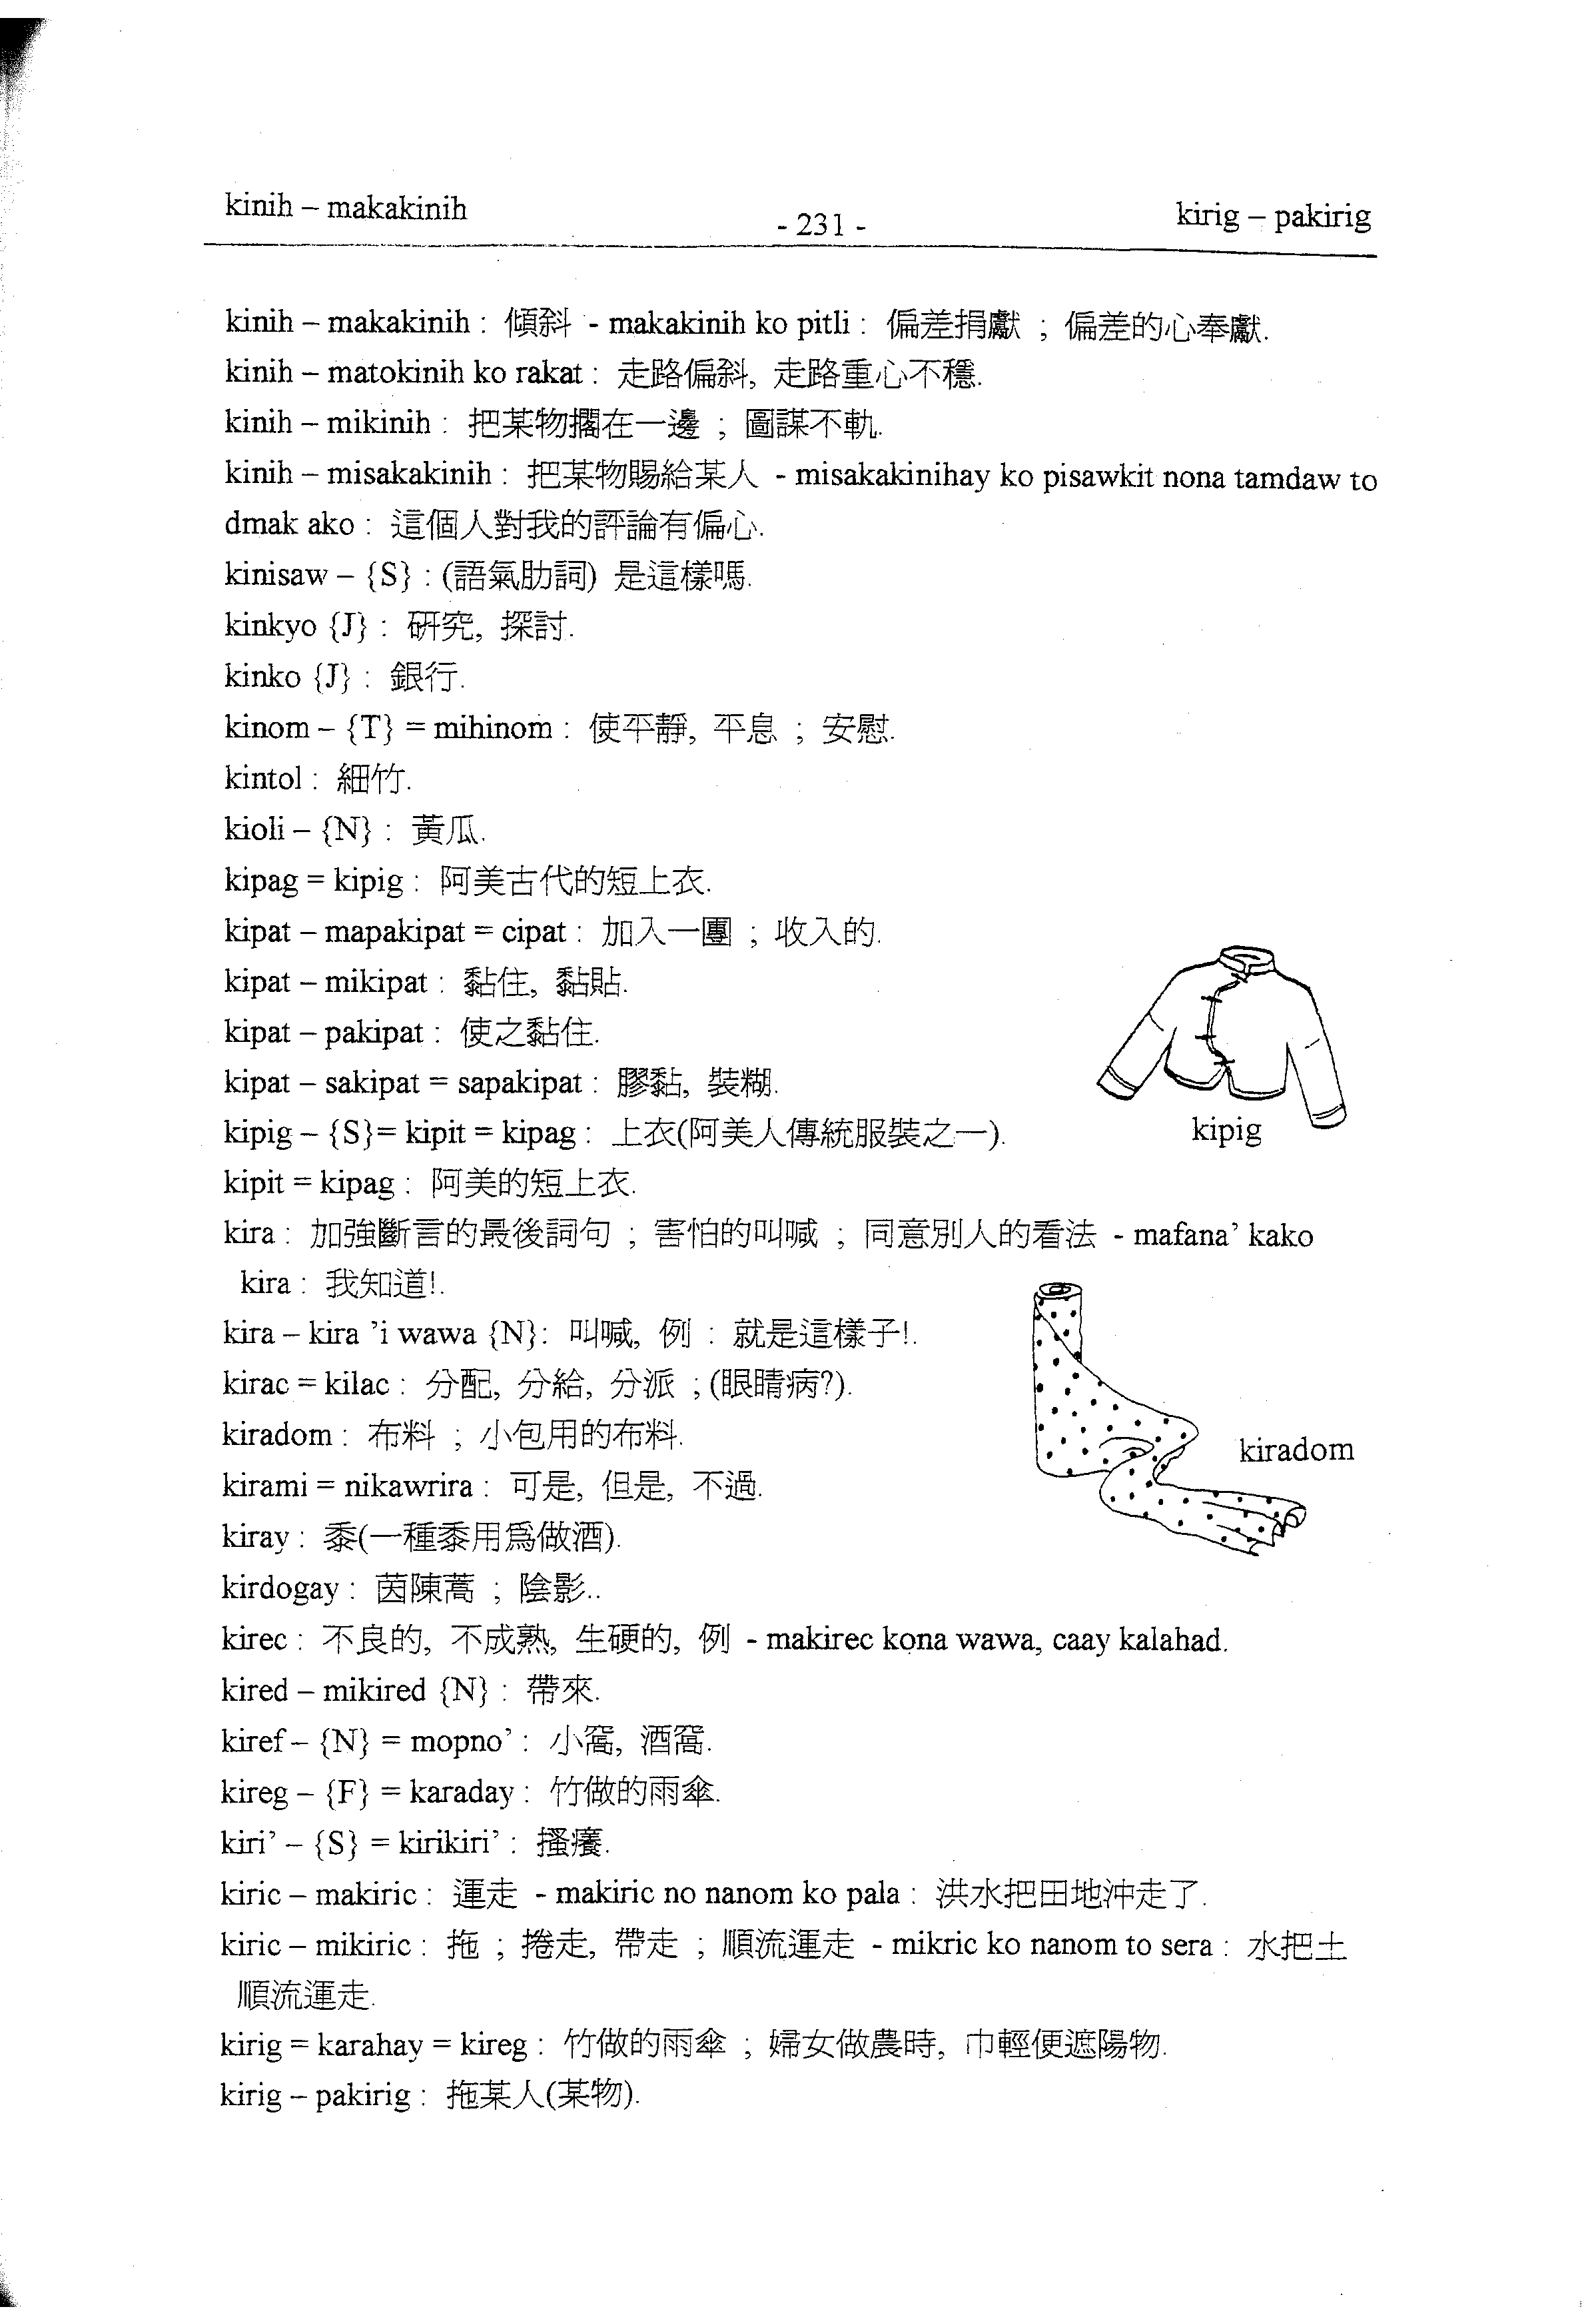 kinih – makakinih
- 231 -
kirig – pakirig
kinih – makakinih : 傾斜 - makakinih ko pitli : 偏差捐獻 ; 偏差的心奉獻.
kinih – matokinih ko rakat : 走路偏斜, 走路重心不穩.
kinih – mikinih : 把某物擱在一邊 ; 圖謀不軌.
kinih – misakakinih : 把某物賜給某人 - misakakinihay ko pisawkit nona tamdaw to
dmak ako : 這個人對我的評論有偏心.
kinisaw – {S} : (語氣肋詞) 是這樣嗎.
kinkyo {J} : 研究, 探討.
kinko {J} : 銀行.
kinom – {T} = mihinom : 使平靜, 平息 ; 安慰.
kintol : 細竹.
kioli – {N} : 黃瓜.
kipag = kipig : 阿美古代的短上衣.
kipat – mapakipat = cipat : 加入一團 ; 收入的.
kipat – mikipat : 黏住, 黏貼.
kipat – pakipat : 使之黏住.
kipat – sakipat = sapakipat : 膠黏, 裝糊.
kipig – {S}= kipit = kipag : 上衣(阿美人傳統服裝之一).
kipig
kipit = kipag : 阿美的短上衣.
kira : 加強斷言的最後詞句 ; 害怕的叫喊 ; 同意別人的看法 - mafana’ kako
kira : 我知道!.
kira – kira ’i wawa {N}: 叫喊, 例 : 就是這樣子!.
kirac = kilac : 分配, 分給, 分派 ; (眼睛病?).
kiradom : 布料 ; 小包用的布料.
kiradom
kirami = nikawrira : 可是, 但是, 不過.
kiray : 黍(一種黍用爲做酒).
kirdogay : 茵陳蒿 ; 陰影..
kirec : 不良的, 不成熟, 生硬的, 例 - makirec kona wawa, caay kalahad.
kired – mikired {N} : 帶來.
kiref – {N} = mopno’ : 小窩, 酒窩.
kireg – {F} = karaday : 竹做的雨傘.
kiri’ – {S} = kirikiri’ : 搔癢.
kiric – makiric : 運走 - makiric no nanom ko pala : 洪水把田地沖走了.
kiric – mikiric : 拖 ; 捲走, 帶走 ; 順流運走 - mikric ko nanom to sera : 水把土
順流運走.
kirig = karahay = kireg : 竹做的雨傘 ; 婦女做農時, 巾輕便遮陽物.
kirig – pakirig : 拖某人(某物).